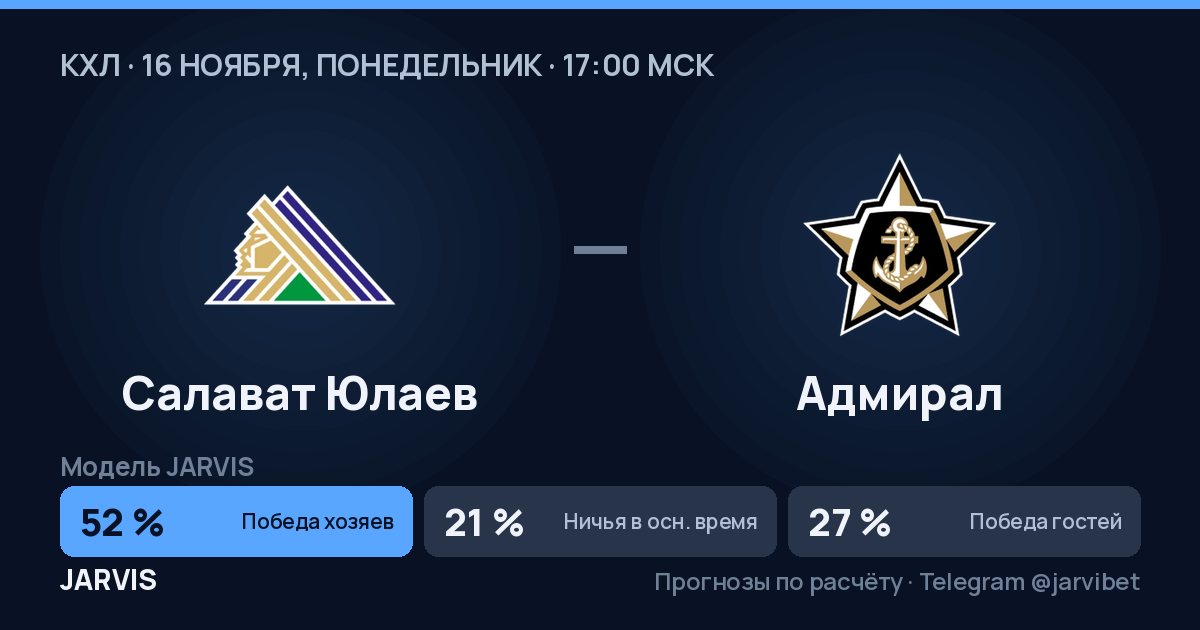 КХЛ · 16 НОЯБРЯ, ПОНЕДЕЛЬНИК · 17:00 МСК
—
Салават Юлаев
Адмирал
Модель JARVIS
52 % Победа хозяев
21 % Ничья в осн. время
27 % Победа гостей
JARVIS
Прогнозы по расчёту · Telegram @jarvibet